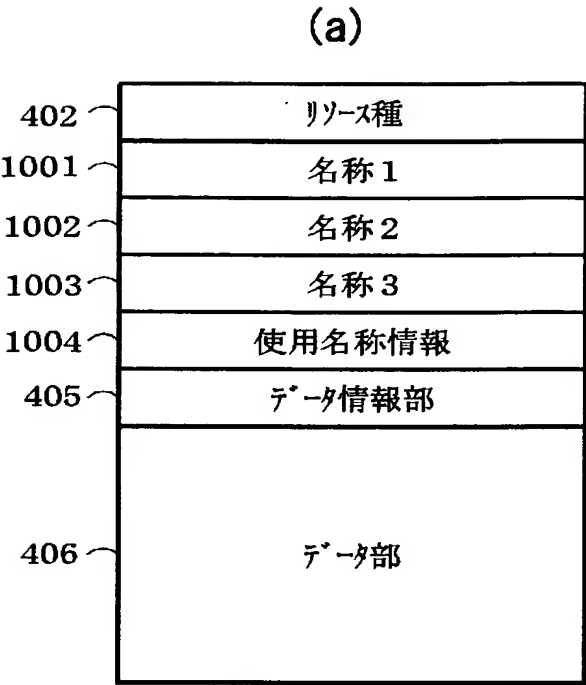 (a)
402 リソース種
1001 名称1
1002 名称2
1003 名称3
1004 使用名称情報
405 データ情報部
406 データ部